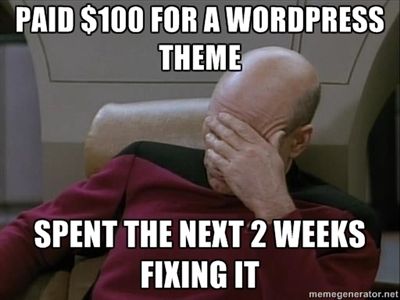 PAID $100 FOR A WORDPRESS
THEME
SPENT THE NEXT 2 WEEKS
FIXING IT
memegenerator.net